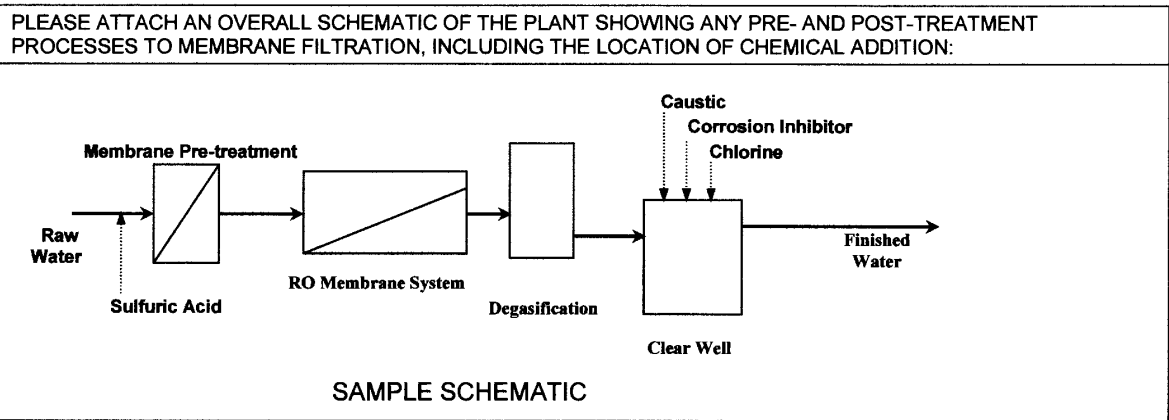 PLEASE ATTACH AN OVERALL SCHEMATIC OF THE PLANT SHOWING ANY PRE- AND POST-TREATMENT
PROCESSES TO MEMBRANE FILTRATION, INCLUDING THE LOCATION OF CHEMICAL ADDITION:
Caustic
Corrosion Inhibitor
Chlorine
Membrane Pre-treatment
Raw
Water
Sulfuric Acid
RO Membrane System
Degasification
Clear Well
Finished
Water
SAMPLE SCHEMATIC